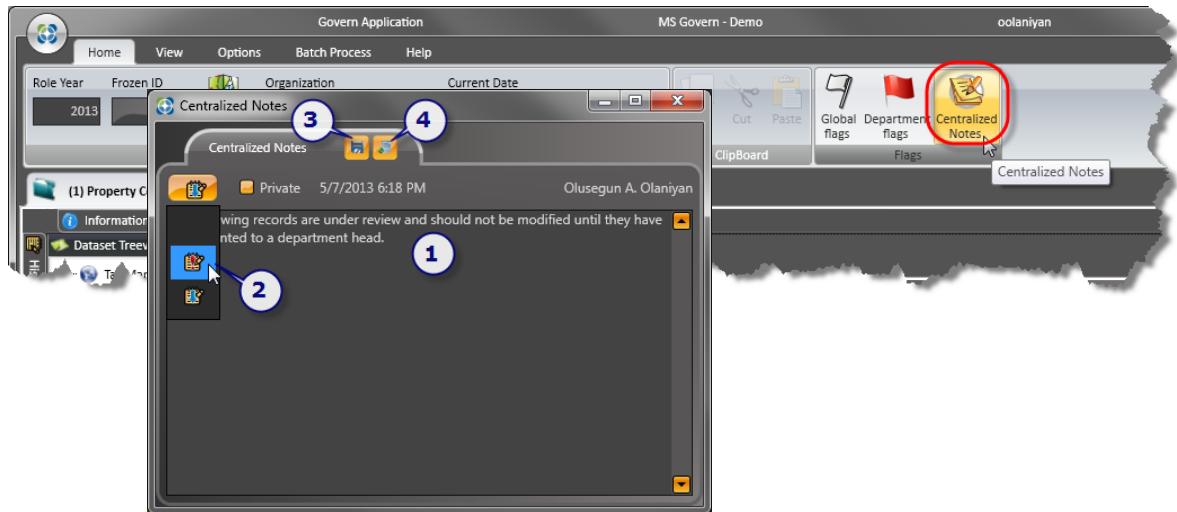 Govern Application MS Govern - Demo oolaniyan
Home View Options Batch Process Help
Role Year Frozen ID Organization Current Date
2013
Cut Paste
Global flags
Department flags
Centralized Notes
ClipBoard Flags
Centralized Notes
Centralized Notes
3 4
Centralized Notes
(1) Property
Private 5/7/2013 6:18 PM Olusegun A. Olaniyan
Information
wing records are under review and should not be modified until they have
nted to a department head.
Dataset
1
2